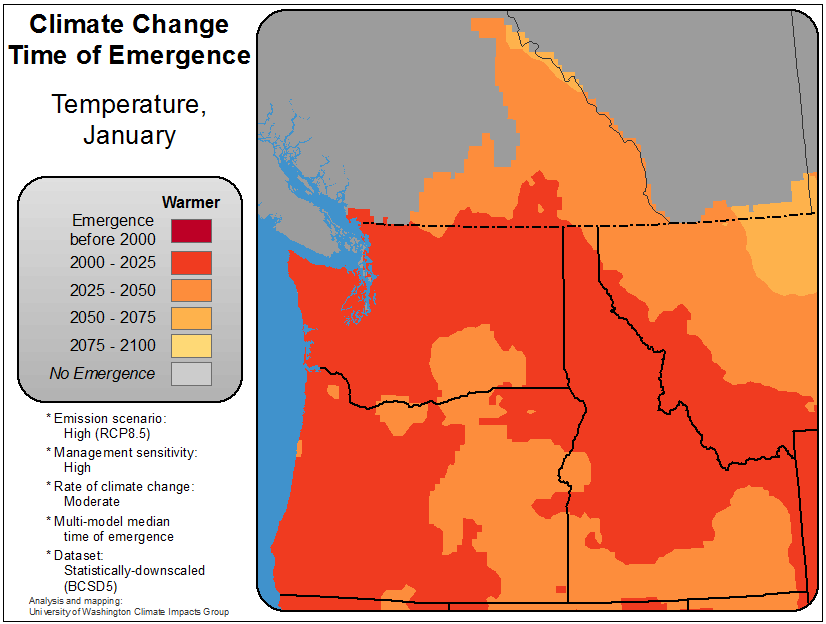 Climate Change
Time of Emergence
Temperature,
January
Warmer
Emergence
before 2000
2000 - 2025
2025 - 2050
2050 - 2075
2075 - 2100
No Emergence
* Emission scenario:
High (RCP8.5)
* Management sensitivity:
High
* Rate of climate change:
Moderate
* Multi-model median
time of emergence
* Dataset:
Statistically-downscaled
(BCSD5)
Analysis and mapping:
University of Washington Climate Impacts Group